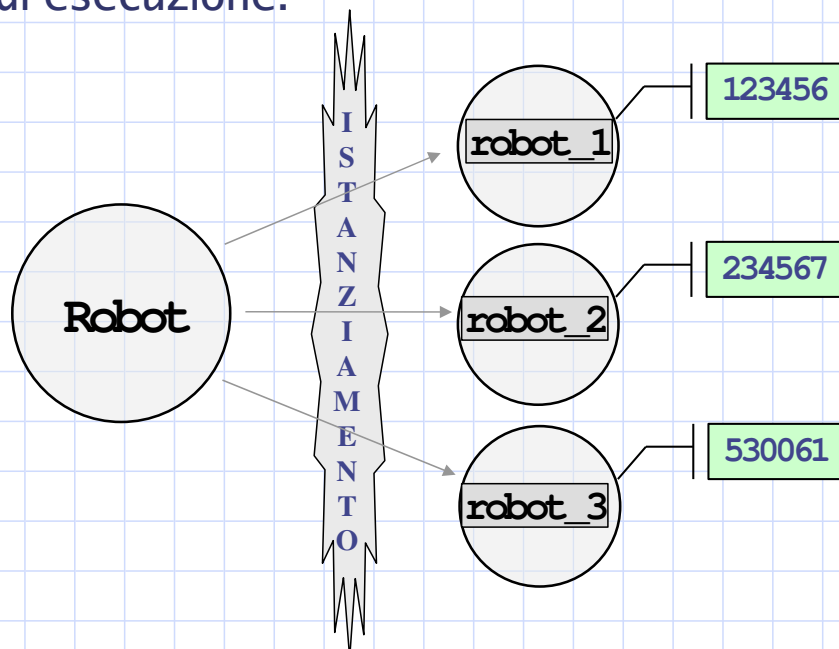 di esecuzione.
ISTANZIAMENTO
Robot
robot_1
123456
robot_2
234567
robot_3
530061